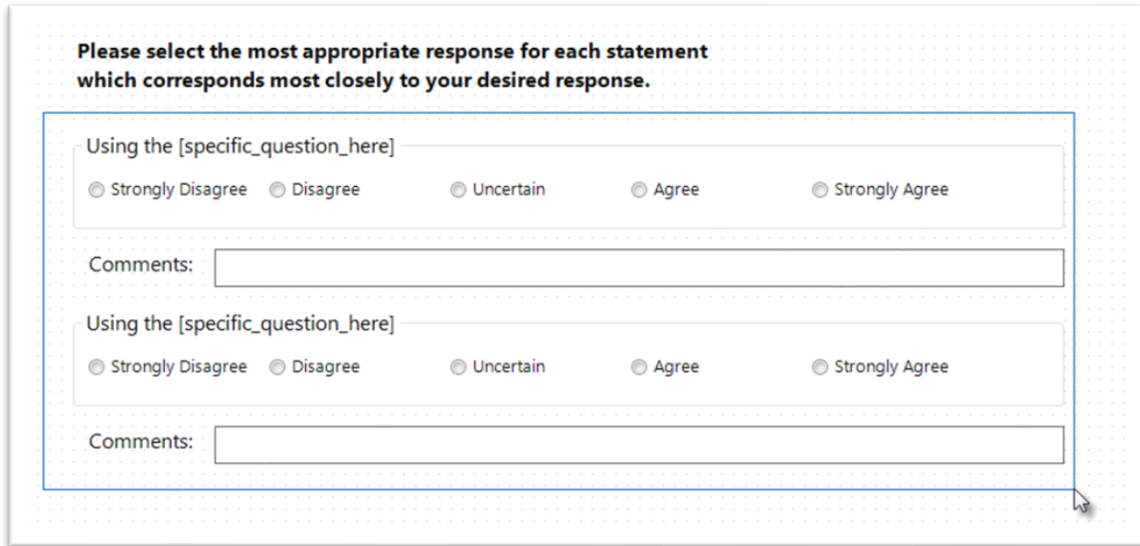 Please select the most appropriate response for each statement
which corresponds most closely to your desired response.
Using the [specific_question_here]
Strongly Disagree Disagree Uncertain Agree Strongly Agree
Comments:
Using the [specific_question_here]
Strongly Disagree Disagree Uncertain Agree Strongly Agree
Comments: